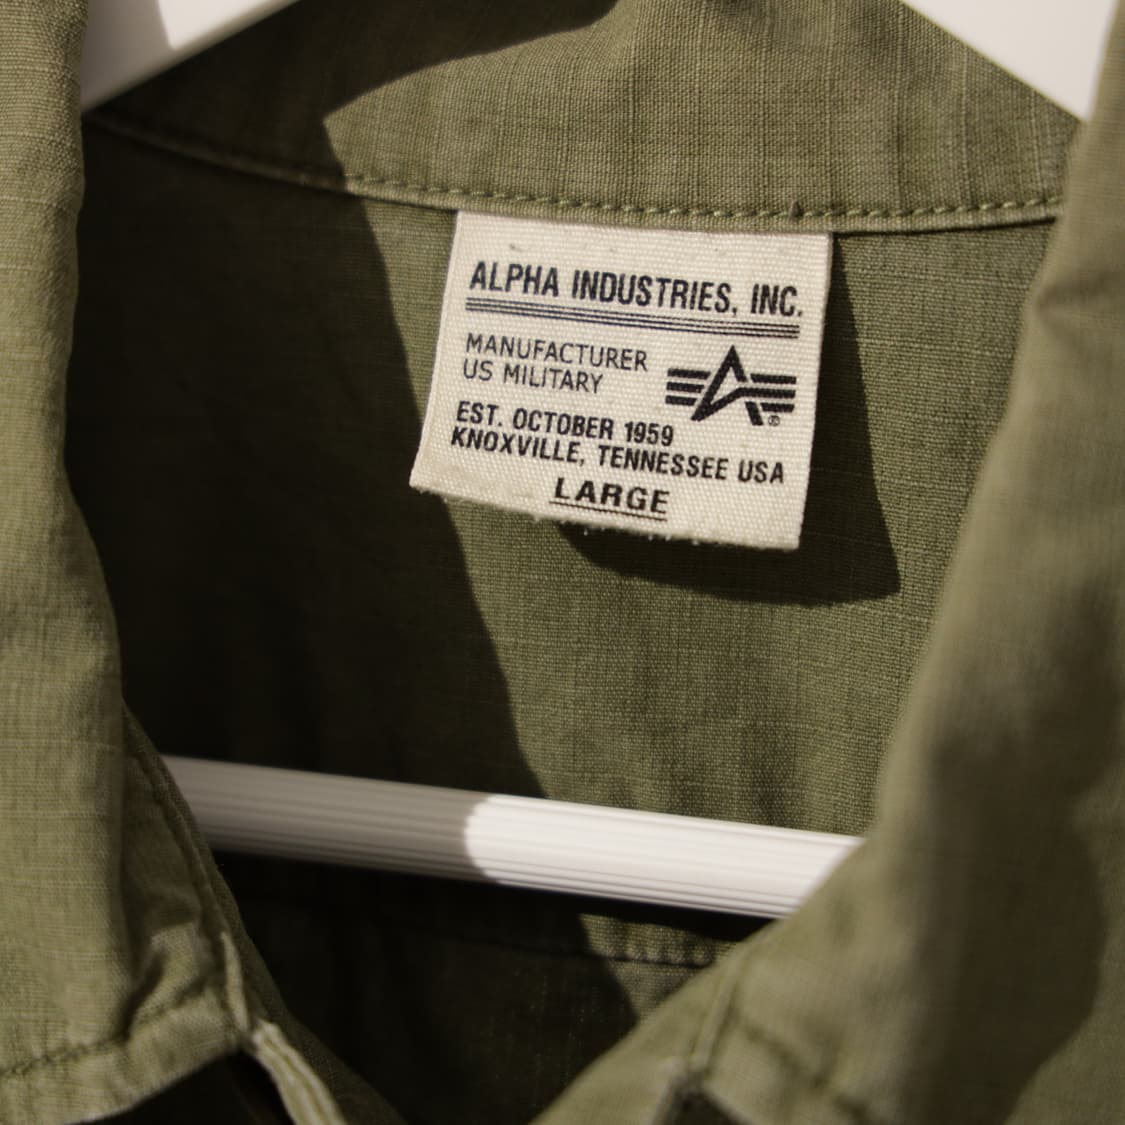 ALPHA INDUSTRIES, INC.
MANUFACTURER
US MILITARY
®
EST. OCTOBER 1959
KNOXVILLE, TENNESSEE USA
LARGE